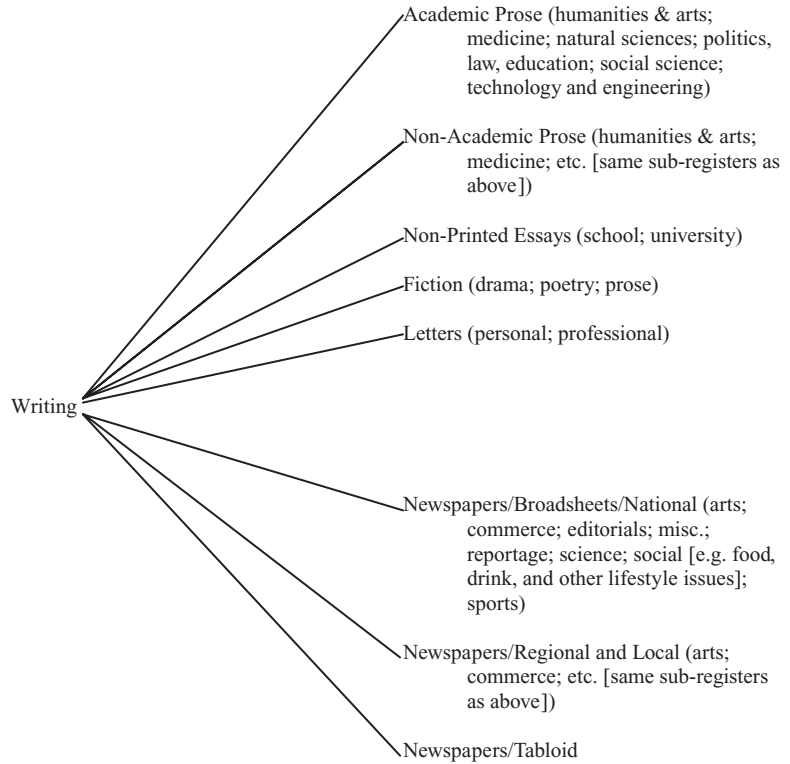 Academic Prose (humanities & arts;
medicine; natural sciences; politics,
law, education; social science;
technology and engineering)
Non-Academic Prose (humanities & arts;
medicine; etc. [same sub-registers as
above])
Non-Printed Essays (school; university)
Fiction (drama; poetry; prose)
Letters (personal; professional)
Writing
Newspapers/Broadsheets/National (arts;
commerce; editorials; misc.;
reportage; science; social [e.g. food,
drink, and other lifestyle issues];
sports)
Newspapers/Regional and Local (arts;
commerce; etc. [same sub-registers
as above])
Newspapers/Tabloid